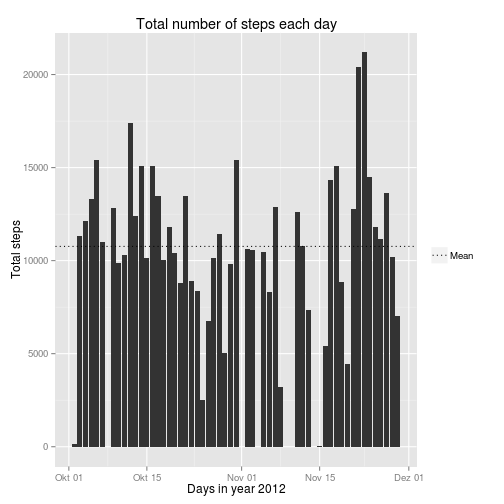 Total number of steps each day
20000
15000
10000
5000
0
Total steps
Okt 01
Okt 15
Nov 01
Nov 15
Dez 01
Days in year 2012
Mean